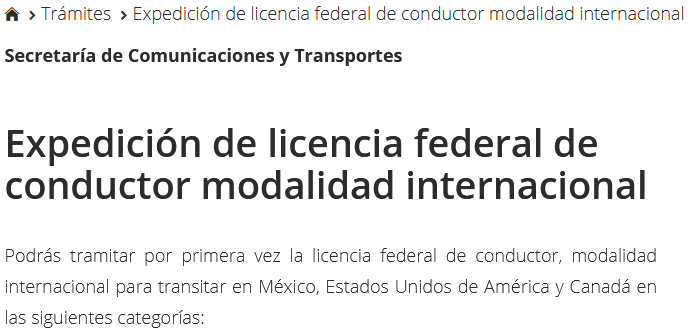 Trámites Expedición de licencia federal de conductor modalidad internacional
Secretaría de Comunicaciones y Transportes
Expedición de licencia federal de
conductor modalidad internacional
Podrás tramitar por primera vez la licencia federal de conductor, modalidad
internacional para transitar en México, Estados Unidos de América y Canadá en
las siguientes categorías: